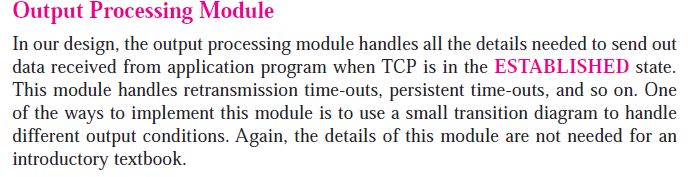 Output Processing Module
In our design, the output processing module handles all the details needed to send out
data received from application program when TCP is in the ESTABLISHED state.
This module handles retransmission time-outs, persistent time-outs, and so on. One
of the ways to implement this module is to use a small transition diagram to handle
different output conditions. Again, the details of this module are not needed for an
introductory textbook.